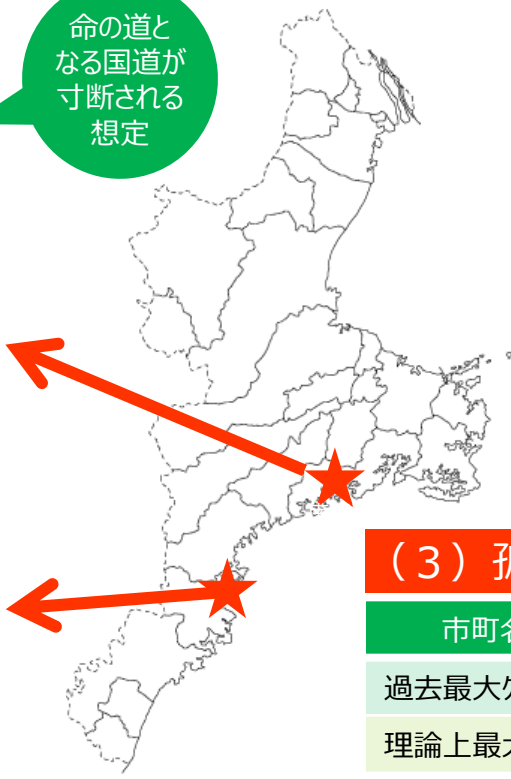 命の道と
なる国道が
寸断される
想定
（３）孤
市町名
過去最大
理論上最大